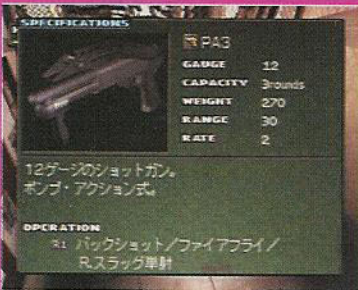 SPECIFICATIONS
PA3
GAUGE 12
CAPACITY 3rounds
WEIGHT 270
RANGE 30
RATE 2
12ゲージのショットガン。
ポンプ・アクション式。
OPERATION
R1 バックショット／ファイアフライ／
R.スラッグ単射